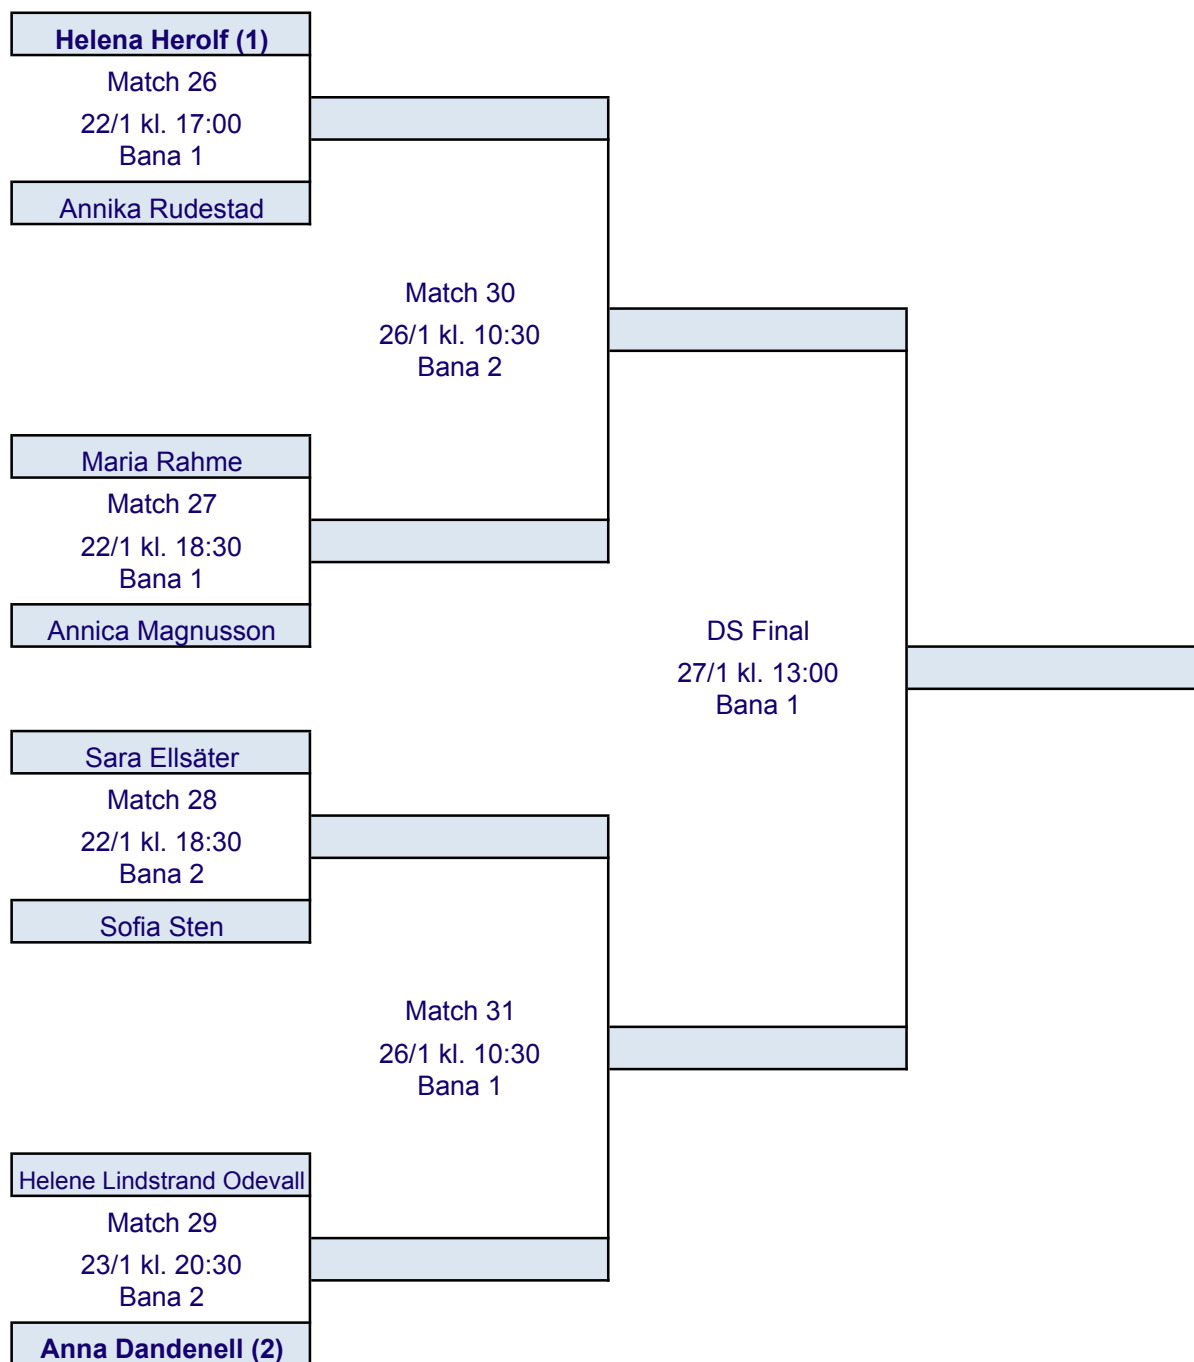 Helena Herolf (1)
Match 26
22/1 kl. 17:00
Bana 1
Annika Rudestad
Match 30
26/1 kl. 10:30
Bana 2
Maria Rahme
Match 27
22/1 kl. 18:30
Bana 1
Annica Magnusson
DS Final
27/1 kl. 13:00
Bana 1
Sara Ellsäter
Match 28
22/1 kl. 18:30
Bana 2
Sofia Sten
Match 31
26/1 kl. 10:30
Bana 1
Helene Lindstrand Odevall
Match 29
23/1 kl. 20:30
Bana 2
Anna Dandenell (2)